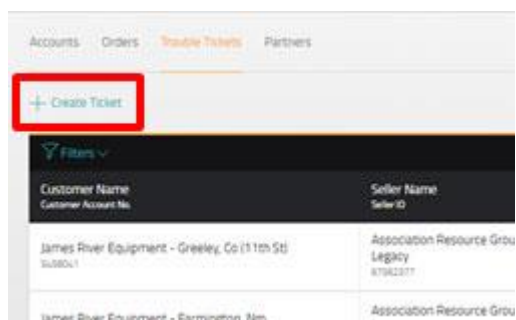 Accounts Orders Trouble Tickets Partners
+ Create Ticket
Filters
Customer Name Seller Name
Customer Account No. Seller ID
James River Equipment - Greeley, Co (11th St) Association Resource Grou
Legacy
James River Equipment - Farmington, Nm Association Resource Grou